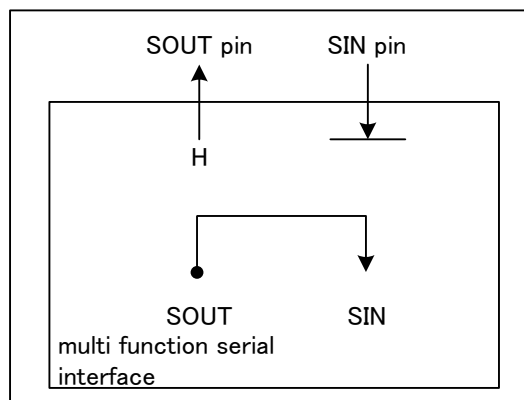 SOUT pin SIN pin
H
SOUT SIN
multi function serial
interface